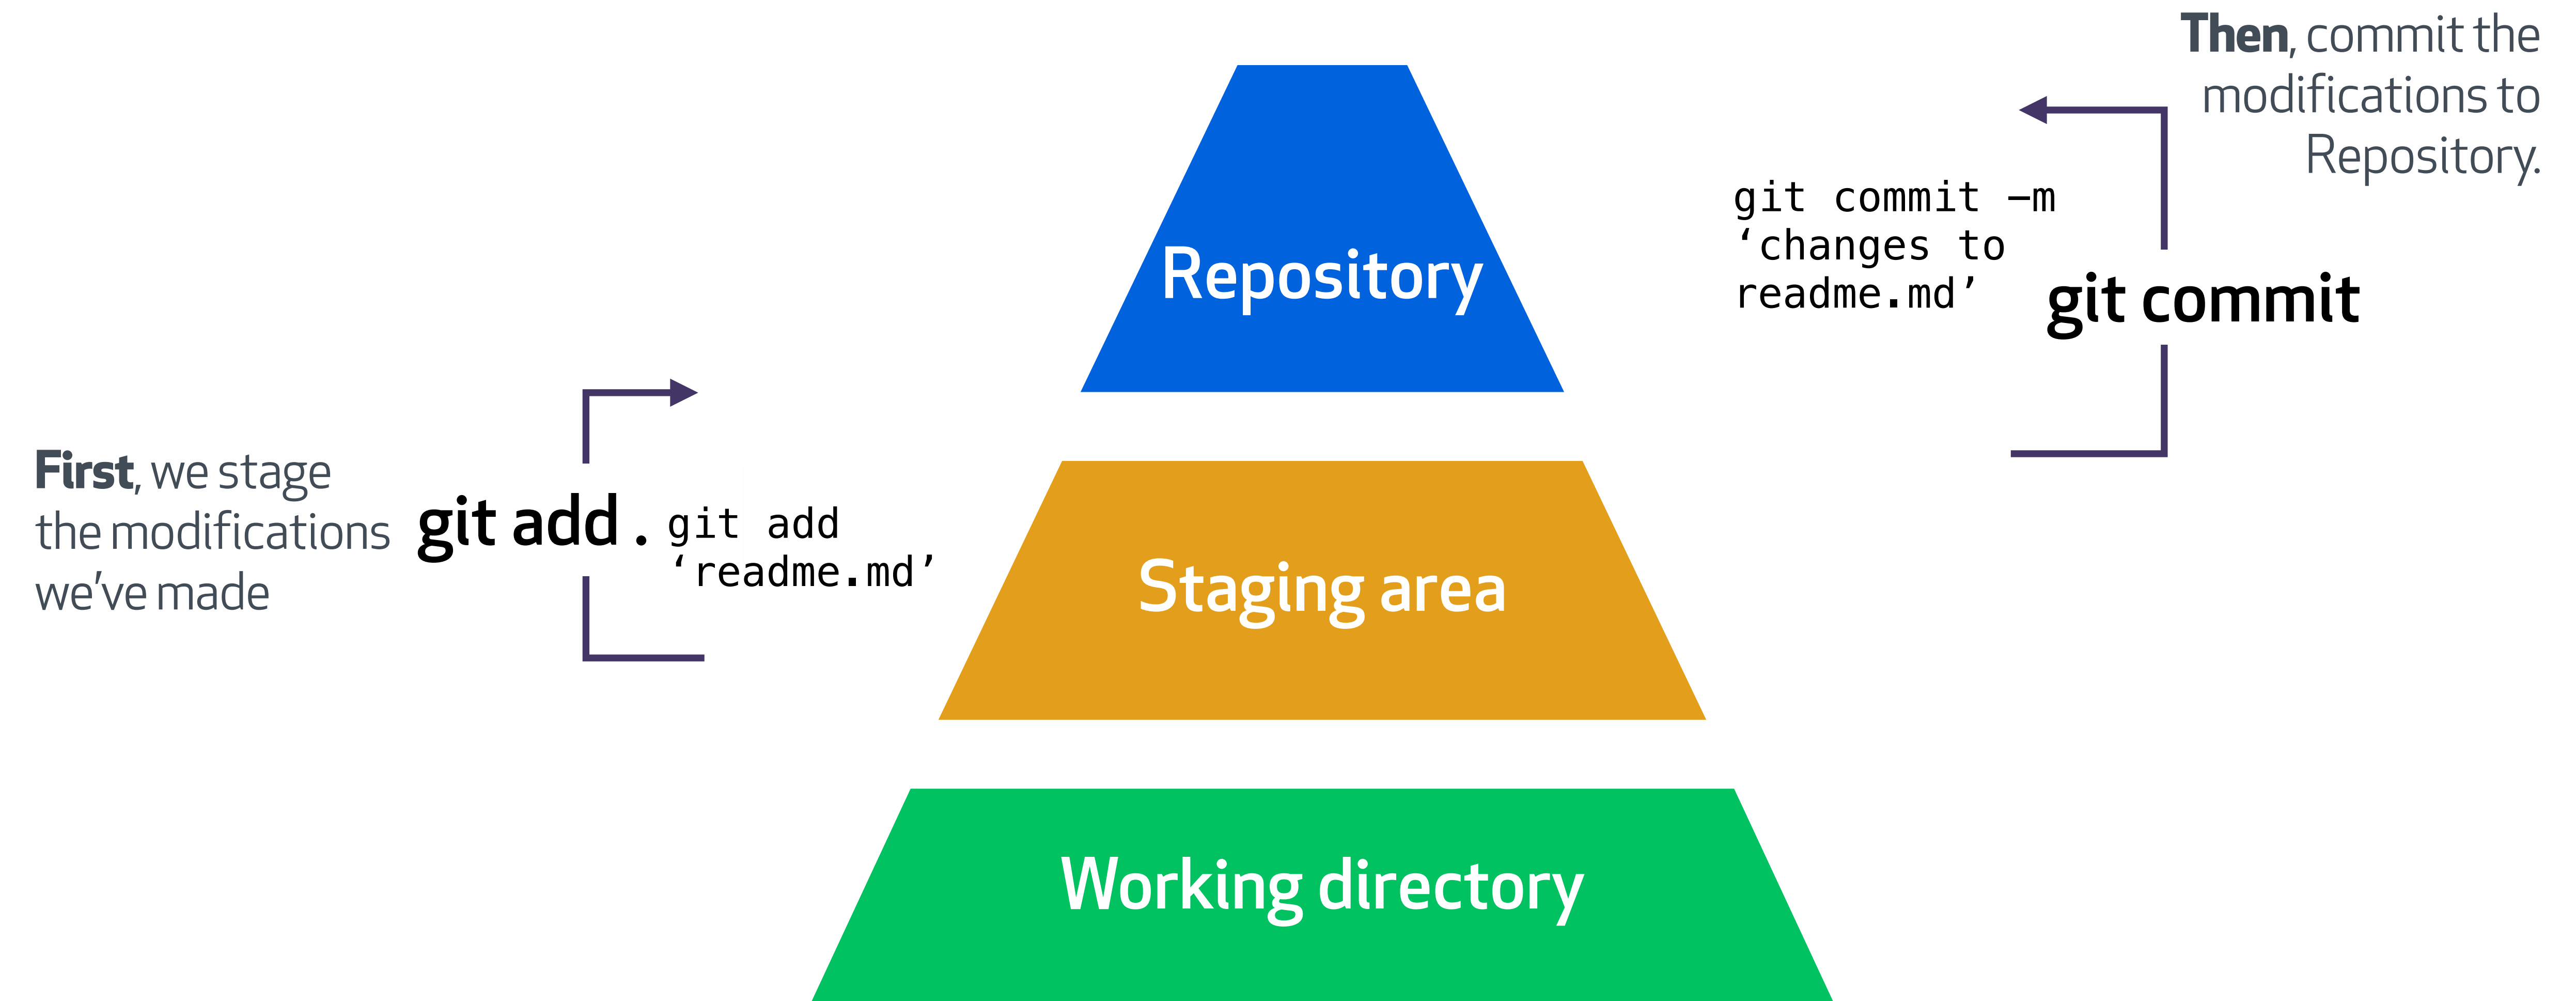 Then, commit the
modifications to
Repository.
git commit –m
‘changes to
readme.md’
git commit
Repository
First, we stage
the modifications
we’ve made
git add .
git add
‘readme.md’
Staging area
Working directory